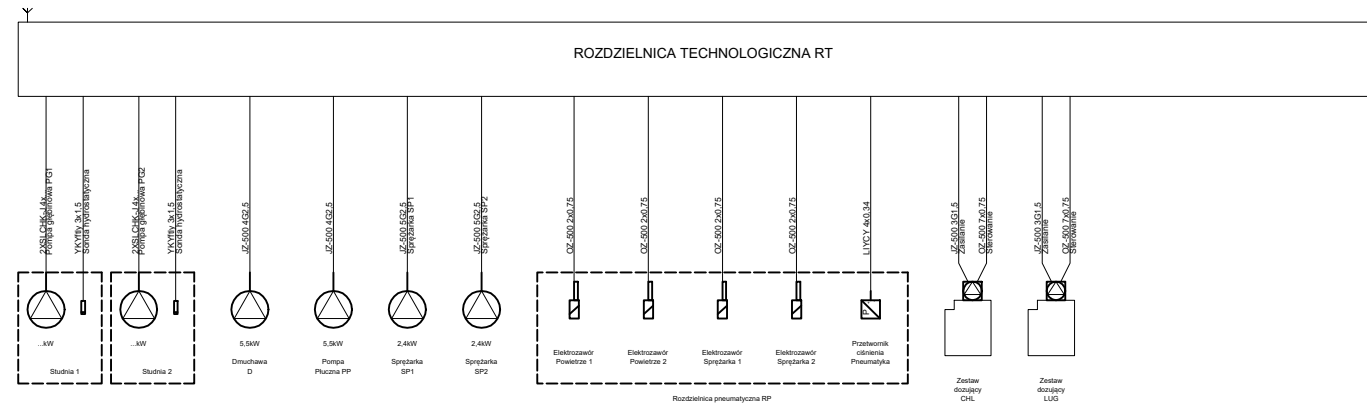 ROZDZIELNICA TECHNOLOGICZNA RT
2XSLCHK-J 4x
Pompa głębinowa PG1
YKYftly 3x1,5
Sonda hydrostatyczna
2XSLCHK-J 4x
Pompa głębinowa PG2
YKYftly 3x1,5
Sonda hydrostatyczna
JZ-500 4G2,5
JZ-500 4G2,5
JZ-500 5G2,5
Sprężarka SP1
JZ-500 5G2,5
Sprężarka SP2
OZ-500 2x0,75
OZ-500 2x0,75
OZ-500 2x0,75
OZ-500 2x0,75
LIYCY 4x0,34
JZ-500 3G1,5
Zasilanie
OZ-500 7x0,75
Sterowanie
JZ-500 3G1,5
Zasilanie
OZ-500 7x0,75
Sterowanie
P
...kW
...kW
5,5kW
5,5kW
2,4kW
2,4kW
Studnia 1
Studnia 2
Dmuchawa
D
Pompa
Płuczna PP
Sprężarka
SP1
Sprężarka
SP2
Elektrozawór
Powietrze 1
Elektrozawór
Powietrze 2
Elektrozawór
Sprężarka 1
Elektrozawór
Sprężarka 2
Przetwornik
ciśnienia
Pneumatyka
Rozdzielnica pneumatyczna RP
Zestaw
dozujący
CHL
Zestaw
dozujący
LUG